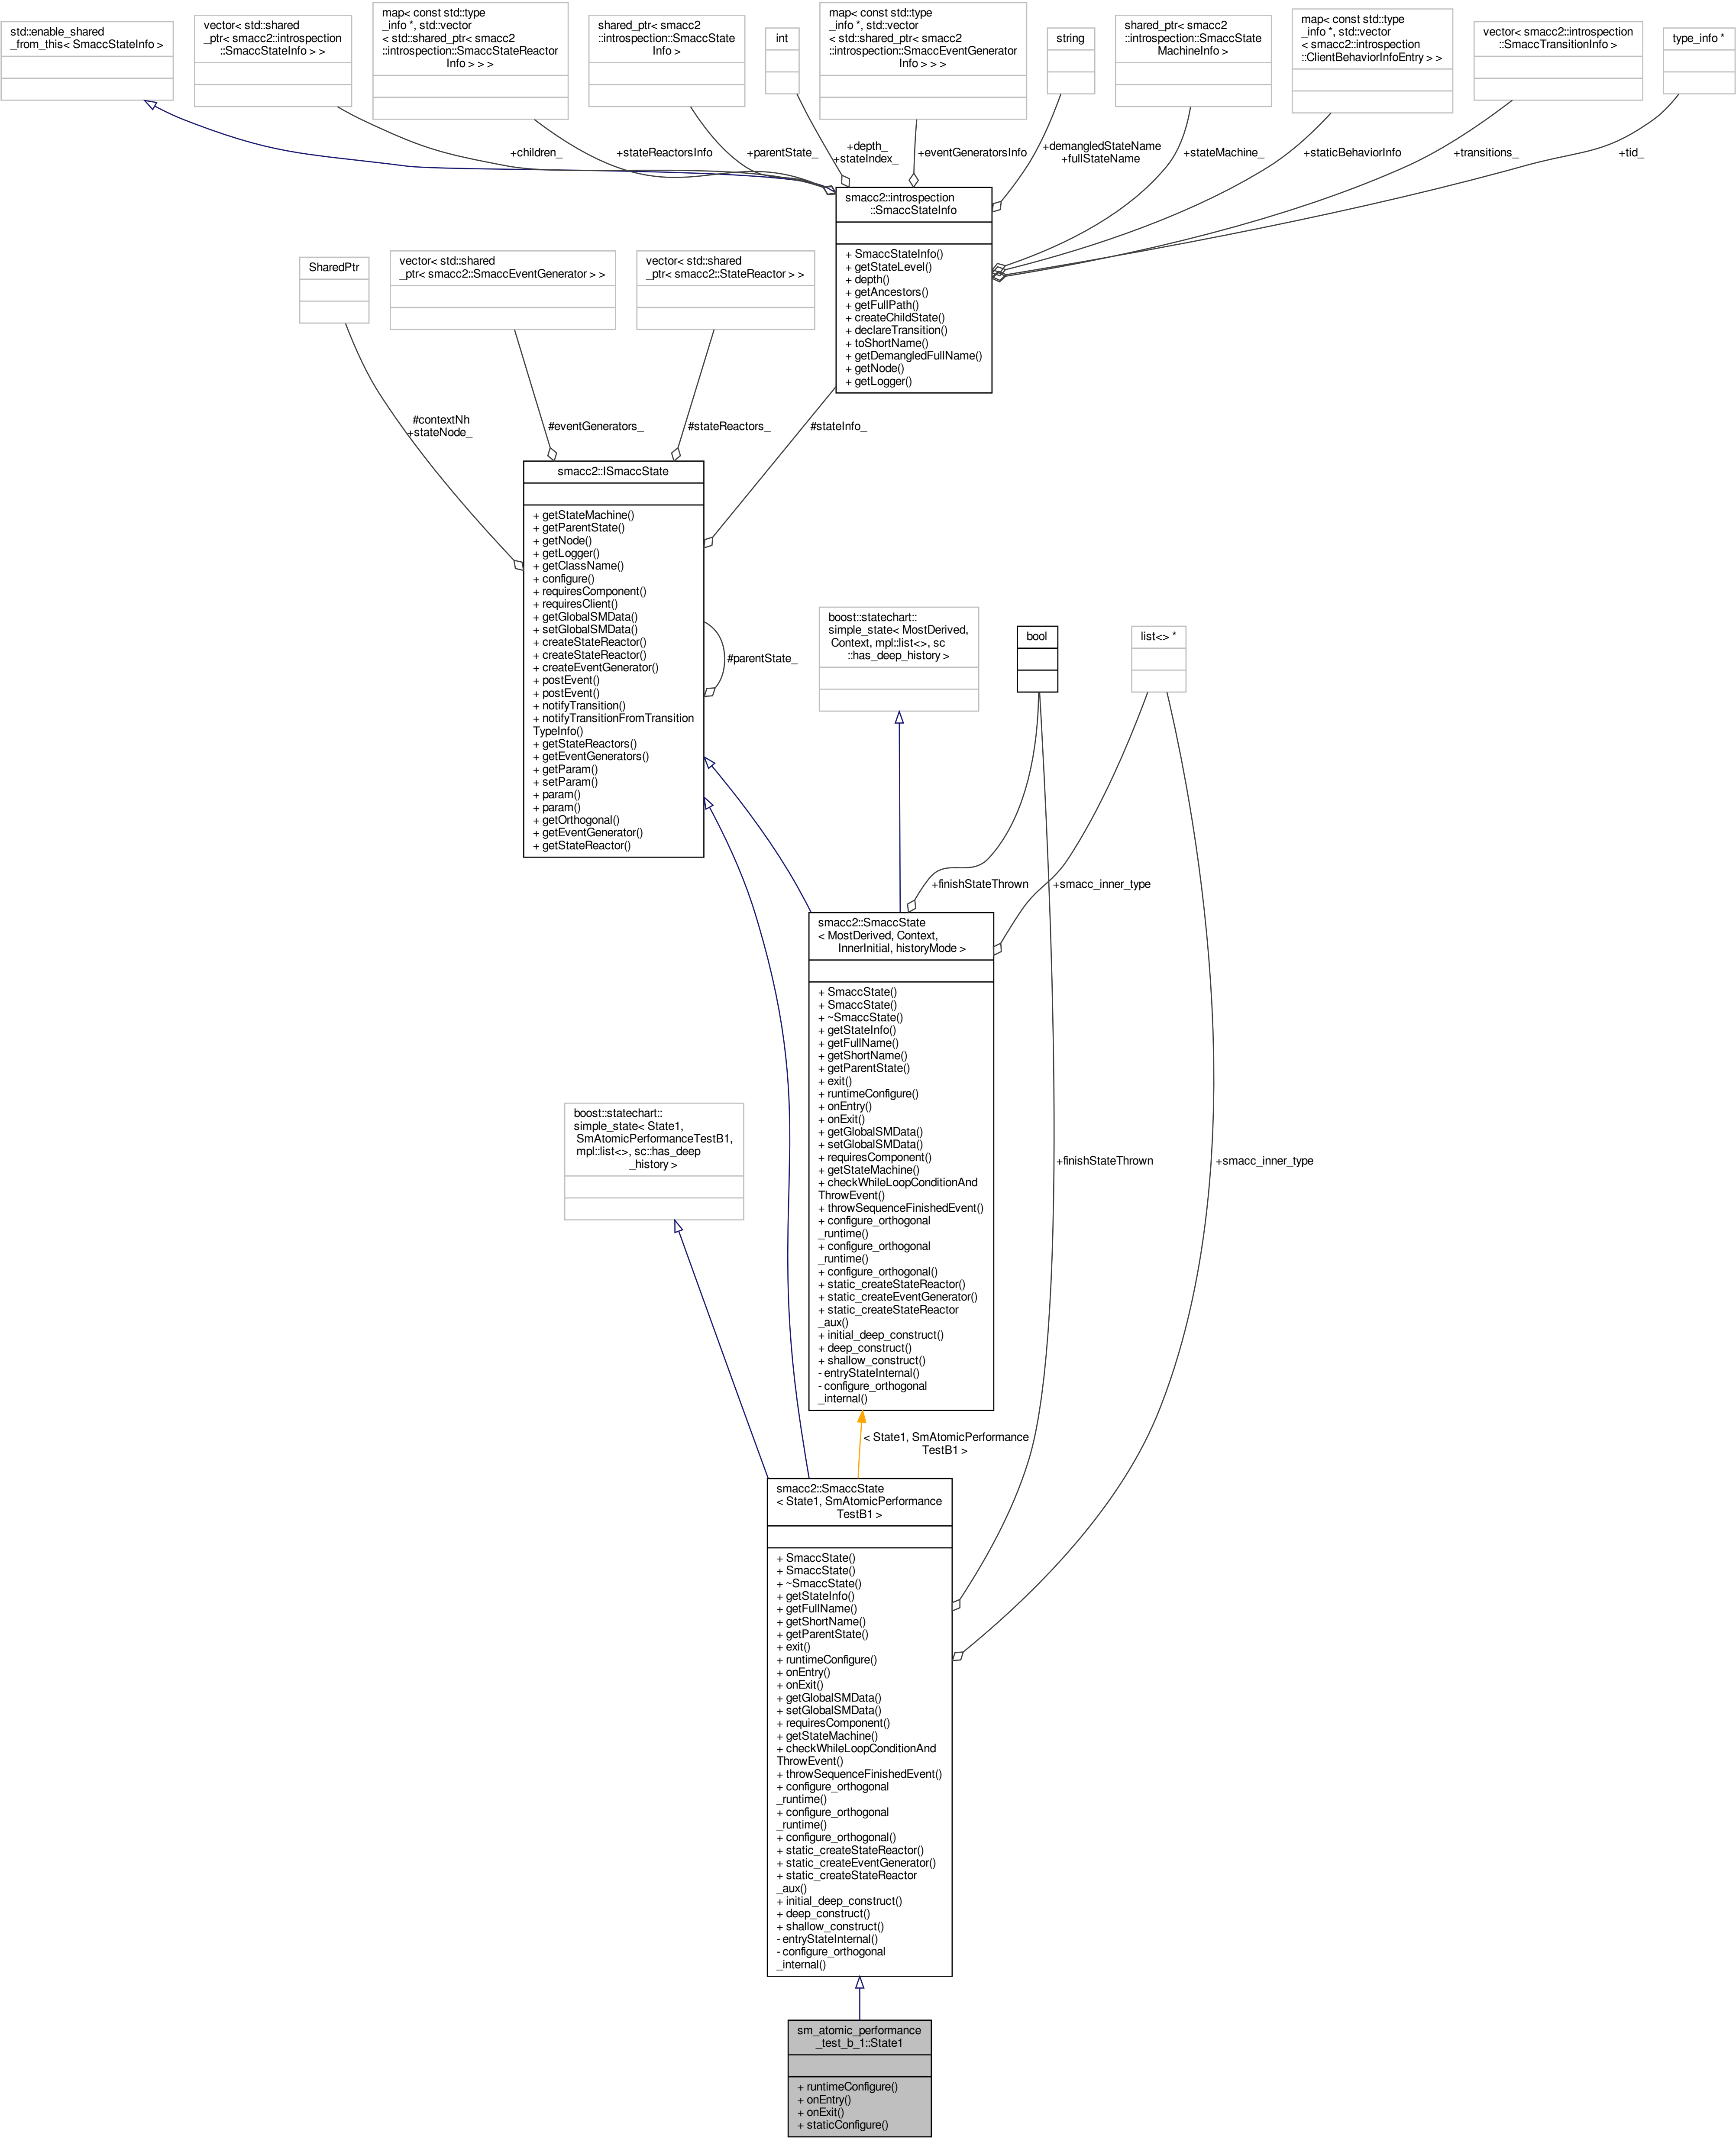 std::enable_shared
_from_this< SmaccStateInfo >
vector< std::shared
_ptr< smacc2::introspection
::SmaccStateInfo > >
map< const std::type
_info *, std::vector
< std::shared_ptr< smacc2
::introspection::SmaccStateReactor
Info > > >
shared_ptr< smacc2
::introspection::SmaccState
Info >
int
map< const std::type
_info *, std::vector
< std::shared_ptr< smacc2
::introspection::SmaccEventGenerator
Info > > >
string
shared_ptr< smacc2
::introspection::SmaccState
MachineInfo >
map< const std::type
_info *, std::vector
< smacc2::introspection
::ClientBehaviorInfoEntry > >
vector< smacc2::introspection
::SmaccTransitionInfo >
type_info *
+children_
+stateReactorsInfo
+parentState_
+depth_
+stateIndex_
+eventGeneratorsInfo
+demangledStateName
+fullStateName
+stateMachine_
+staticBehaviorInfo
+transitions_
+tid_
smacc2::introspection
::SmaccStateInfo
+ SmaccStateInfo()
+ getStateLevel()
+ depth()
+ getAncestors()
+ getFullPath()
+ createChildState()
+ declareTransition()
+ toShortName()
+ getDemangledFullName()
+ getNode()
+ getLogger()
SharedPtr
vector< std::shared
_ptr< smacc2::SmaccEventGenerator > >
vector< std::shared
_ptr< smacc2::StateReactor > >
#contextNh
+stateNode_
#eventGenerators_
#stateReactors_
#stateInfo_
smacc2::ISmaccState
+ getStateMachine()
+ getParentState()
+ getNode()
+ getLogger()
+ getClassName()
+ configure()
+ requiresComponent()
+ requiresClient()
+ getGlobalSMData()
+ setGlobalSMData()
+ createStateReactor()
+ createStateReactor()
+ createEventGenerator()
+ postEvent()
+ postEvent()
+ notifyTransition()
+ notifyTransitionFromTransition
TypeInfo()
+ getStateReactors()
+ getEventGenerators()
+ getParam()
+ setParam()
+ param()
+ param()
+ getOrthogonal()
+ getEventGenerator()
+ getStateReactor()
#parentState_
boost::statechart::
simple_state< MostDerived,
Context, mpl::list<>, sc
::has_deep_history >
bool
list<> *
+finishStateThrown
+smacc_inner_type
smacc2::SmaccState
< MostDerived, Context,
InnerInitial, historyMode >
+ SmaccState()
+ SmaccState()
+ ~SmaccState()
+ getStateInfo()
+ getFullName()
+ getShortName()
+ getParentState()
+ exit()
+ runtimeConfigure()
+ onEntry()
+ onExit()
+ getGlobalSMData()
+ setGlobalSMData()
+ requiresComponent()
+ getStateMachine()
+ checkWhileLoopConditionAnd
ThrowEvent()
+ throwSequenceFinishedEvent()
+ configure_orthogonal
_runtime()
+ configure_orthogonal
_runtime()
+ configure_orthogonal()
+ static_createStateReactor()
+ static_createEventGenerator()
+ static_createStateReactor
_aux()
+ initial_deep_construct()
+ deep_construct()
+ shallow_construct()
- entryStateInternal()
- configure_orthogonal
_internal()
boost::statechart::
simple_state< State1,
SmAtomicPerformanceTestB1,
mpl::list<>, sc::has_deep
_history >
+finishStateThrown
+smacc_inner_type
< State1, SmAtomicPerformance
TestB1 >
smacc2::SmaccState
< State1, SmAtomicPerformance
TestB1 >
+ SmaccState()
+ SmaccState()
+ ~SmaccState()
+ getStateInfo()
+ getFullName()
+ getShortName()
+ getParentState()
+ exit()
+ runtimeConfigure()
+ onEntry()
+ onExit()
+ getGlobalSMData()
+ setGlobalSMData()
+ requiresComponent()
+ getStateMachine()
+ checkWhileLoopConditionAnd
ThrowEvent()
+ throwSequenceFinishedEvent()
+ configure_orthogonal
_runtime()
+ configure_orthogonal
_runtime()
+ configure_orthogonal()
+ static_createStateReactor()
+ static_createEventGenerator()
+ static_createStateReactor
_aux()
+ initial_deep_construct()
+ deep_construct()
+ shallow_construct()
- entryStateInternal()
- configure_orthogonal
_internal()
sm_atomic_performance
_test_b_1::State1
+ runtimeConfigure()
+ onEntry()
+ onExit()
+ staticConfigure()